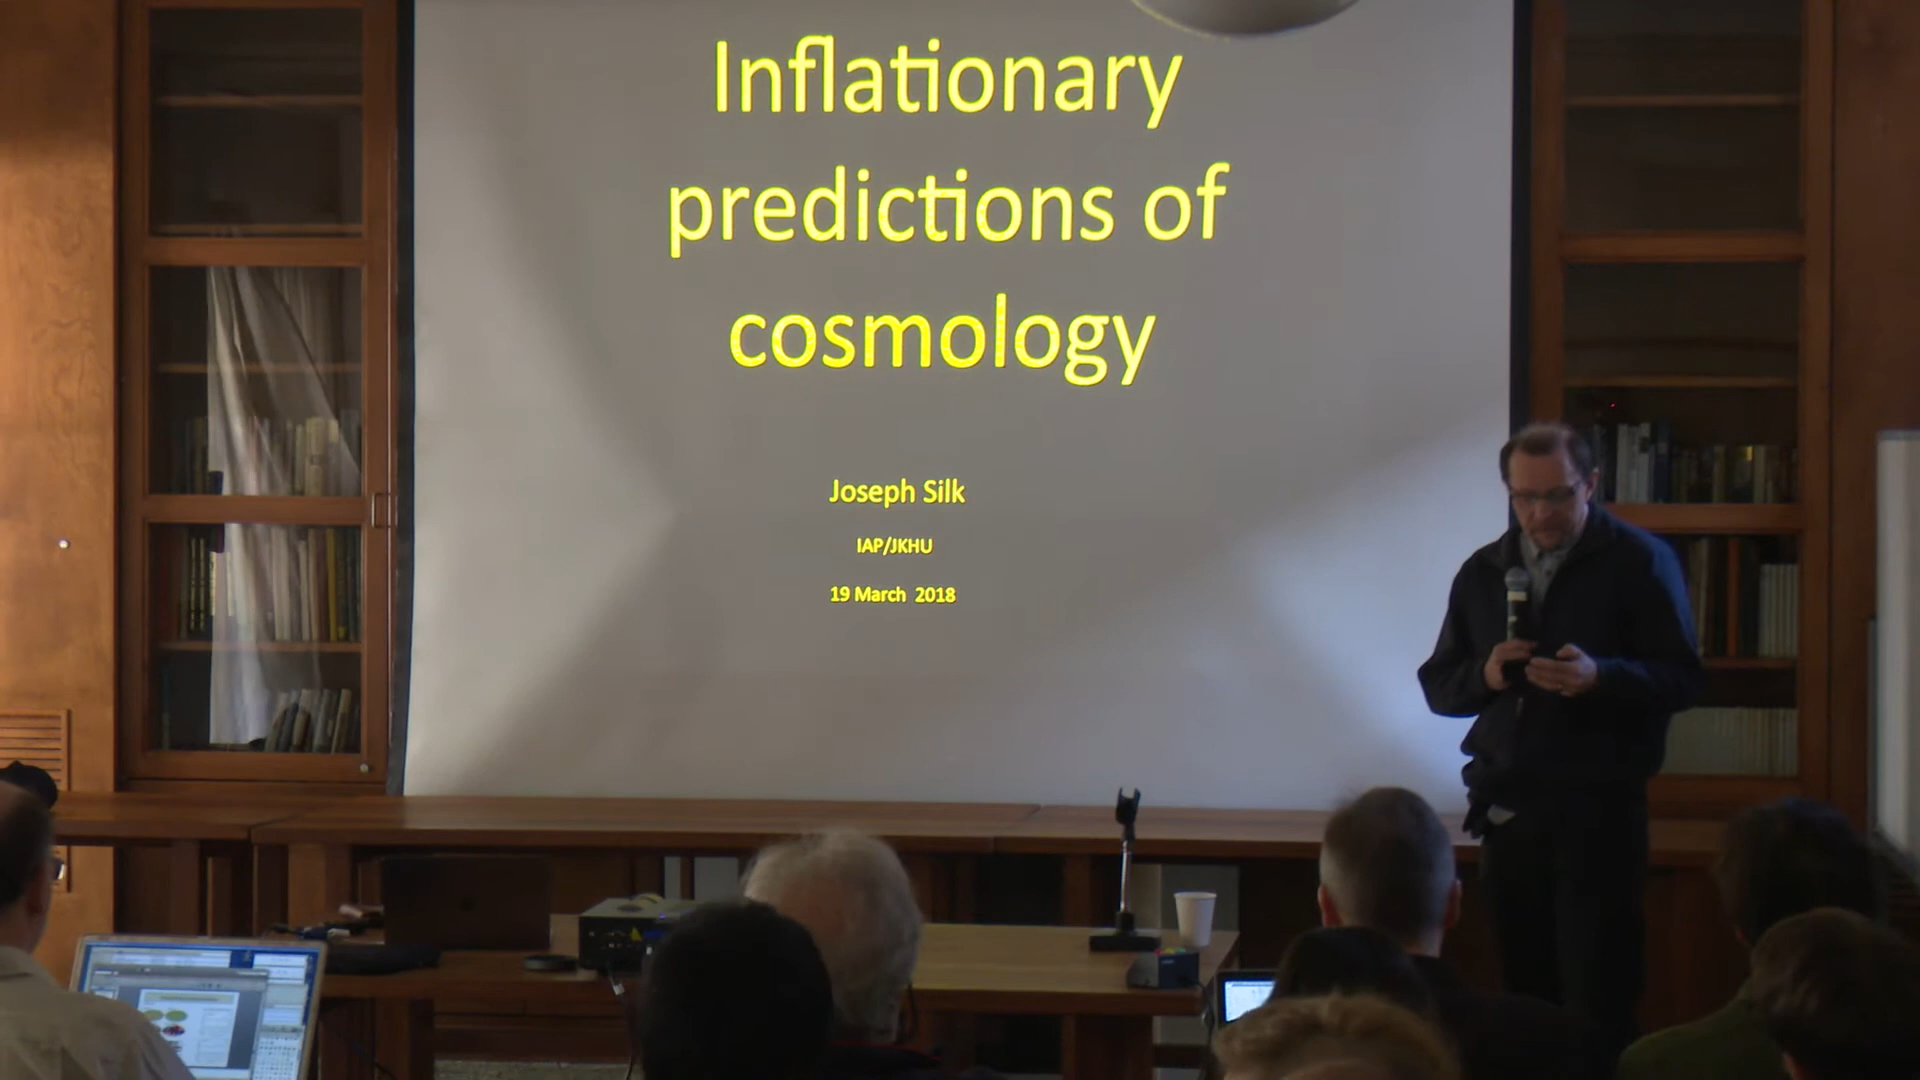 Inflationary
predictions of
cosmology
Joseph Silk
IAP/JKHU
19 March 2018